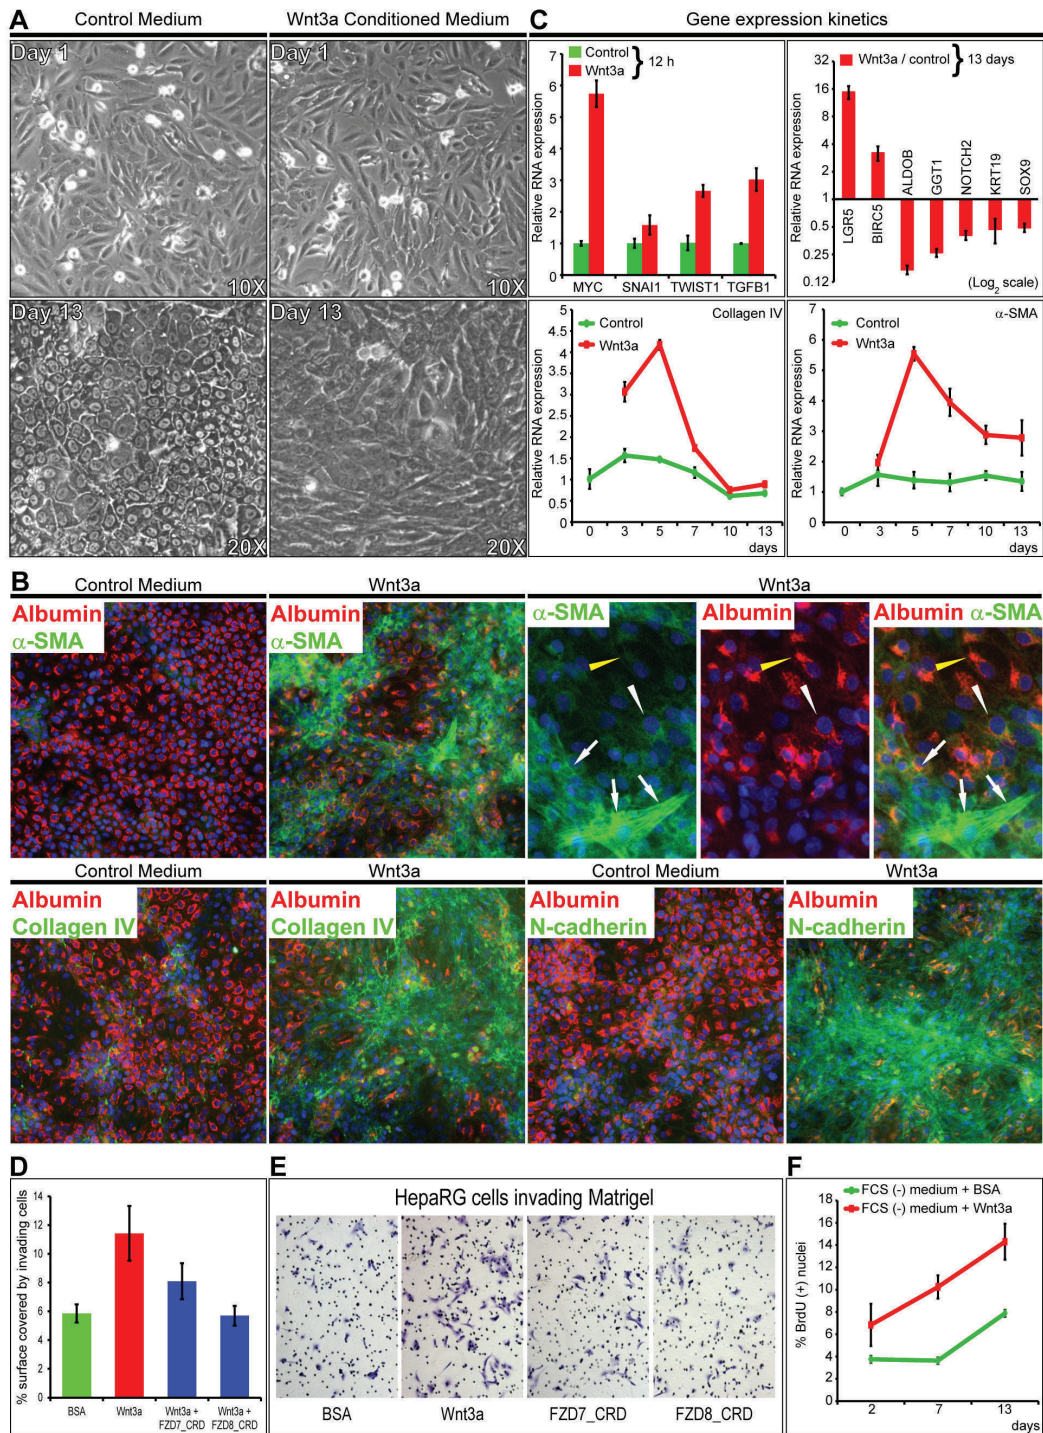 A
Control Medium
Wnt3a Conditioned Medium
Day 1
10X
10X
Day 13
20X
Day 13
20X
C
Gene expression kinetics
Relative RNA expression
7
6
5
4
3
2
1
0
Control
Wnt3a
} 12 h
MYC
SNAI1
TWIST1
TGFB1
Relative RNA expression
32
16
8
4
2
1
0.5
0.25
0.12
Wnt3a / control } 13 days
LGR5
BIRC5
ALDOB
GGT1
NOTCH2
KRT19
SOX9
(Log2 scale)
Collagen IV
Control
Wnt3a
Relative RNA expression
4.5
4
3.5
3
2.5
2
1.5
1
0.5
0
0
3
5
7
10
13
days
α-SMA
Control
Wnt3a
Relative RNA expression
7
6
5
4
3
2
1
0
0
3
5
7
10
13
days
B
Control Medium
Wnt3a
Wnt3a
Albumin
α-SMA
Albumin
α-SMA
α-SMA
Albumin
Albumin α-SMA
Control Medium
Wnt3a
Control Medium
Wnt3a
Albumin
Collagen IV
Albumin
Collagen IV
Albumin
N-cadherin
Albumin
N-cadherin
D
% surface covered by invading cells
14
12
10
8
6
4
2
0
BSA
Wnt3a
Wnt3a +
FZD7_CRD
Wnt3a +
FZD8_CRD
E
HepaRG cells invading Matrigel
BSA
Wnt3a
FZD7_CRD
FZD8_CRD
F
FCS (-) medium + BSA
FCS (-) medium + Wnt3a
% BrdU (+) nuclei
18
16
14
12
10
8
6
4
2
0
2
7
13
days